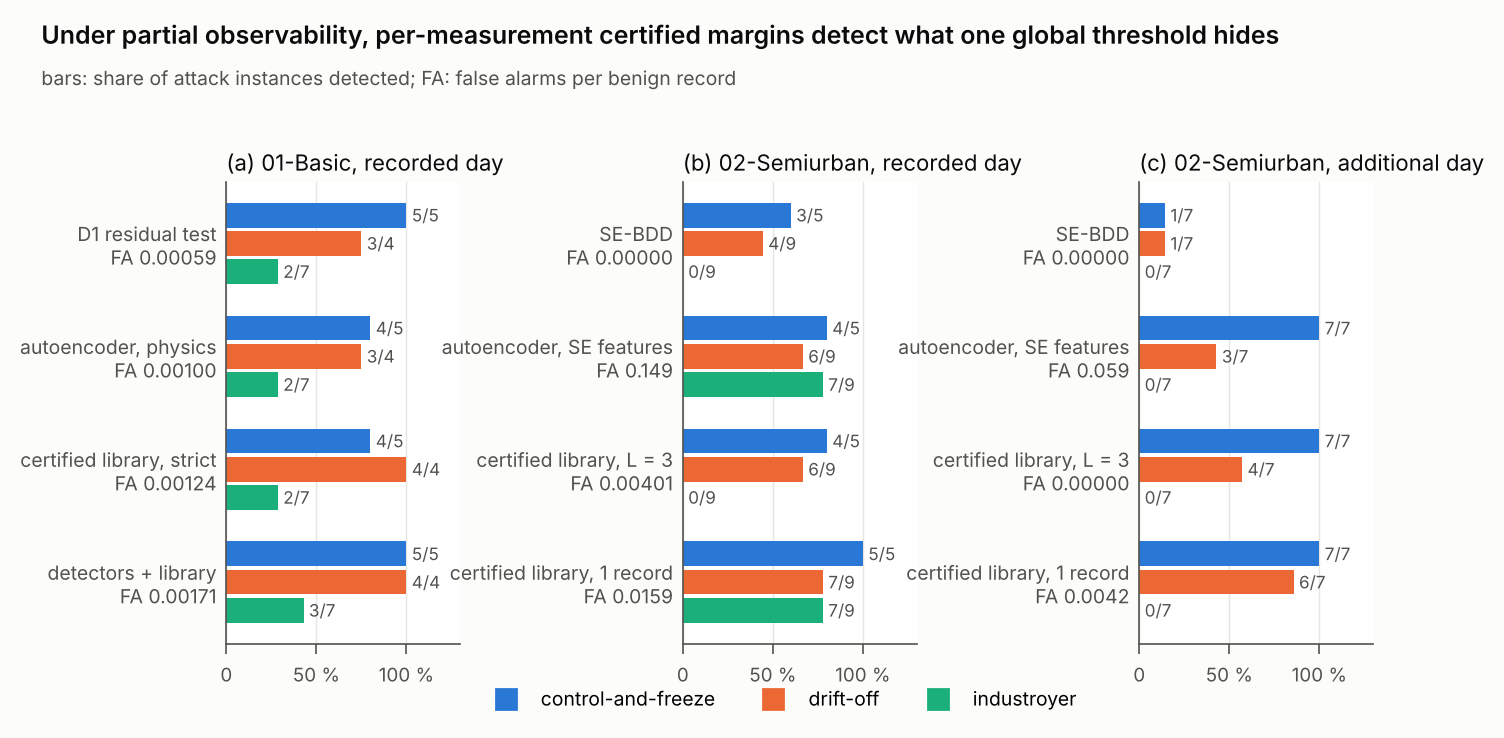 Under partial observability, per-measurement certified margins detect what one global threshold hides
bars: share of attack instances detected; FA: false alarms per benign record
(a) 01-Basic, recorded day
D1 residual test
FA 0.00059
5/5
3/4
2/7
autoencoder, physics
FA 0.00100
4/5
3/4
2/7
certified library, strict
FA 0.00124
4/5
4/4
2/7
detectors + library
FA 0.00171
5/5
4/4
3/7
0 50 % 100 %
(b) 02-Semiurban, recorded day
SE-BDD
FA 0.00000
3/5
4/9
0/9
autoencoder, SE features
FA 0.149
4/5
6/9
7/9
certified library, L = 3
FA 0.00401
4/5
6/9
0/9
certified library, 1 record
FA 0.0159
5/5
7/9
7/9
0 50 % 100 %
(c) 02-Semiurban, additional day
SE-BDD
FA 0.00000
1/7
1/7
0/7
autoencoder, SE features
FA 0.059
7/7
3/7
0/7
certified library, L = 3
FA 0.00000
7/7
4/7
0/7
certified library, 1 record
FA 0.0042
7/7
6/7
0/7
0 50 % 100 %
control-and-freeze drift-off industroyer